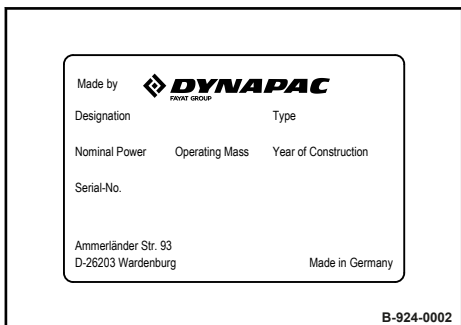 Made by DYNAPAC
FAYAT GROUP
Designation Type
Nominal Power Operating Mass Year of Construction
Serial-No.
Ammerländer Str. 93
D-26203 Wardenburg Made in Germany
B-924-0002